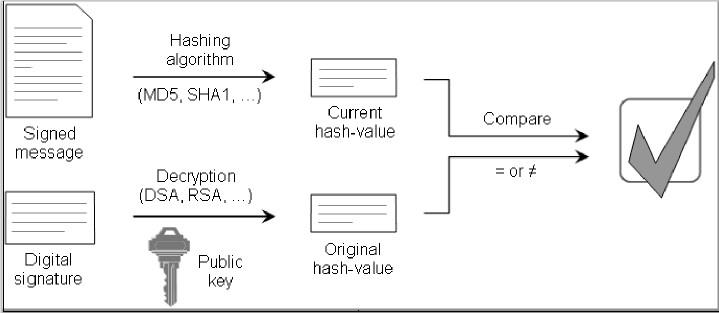 Hashing
algorithm
(MD5, SHA1, ...)
Signed
message
Current
hash-value
Compare
= or ≠
Decryption
(DSA, RSA, ...)
Digital
signature
Public
key
Original
hash-value